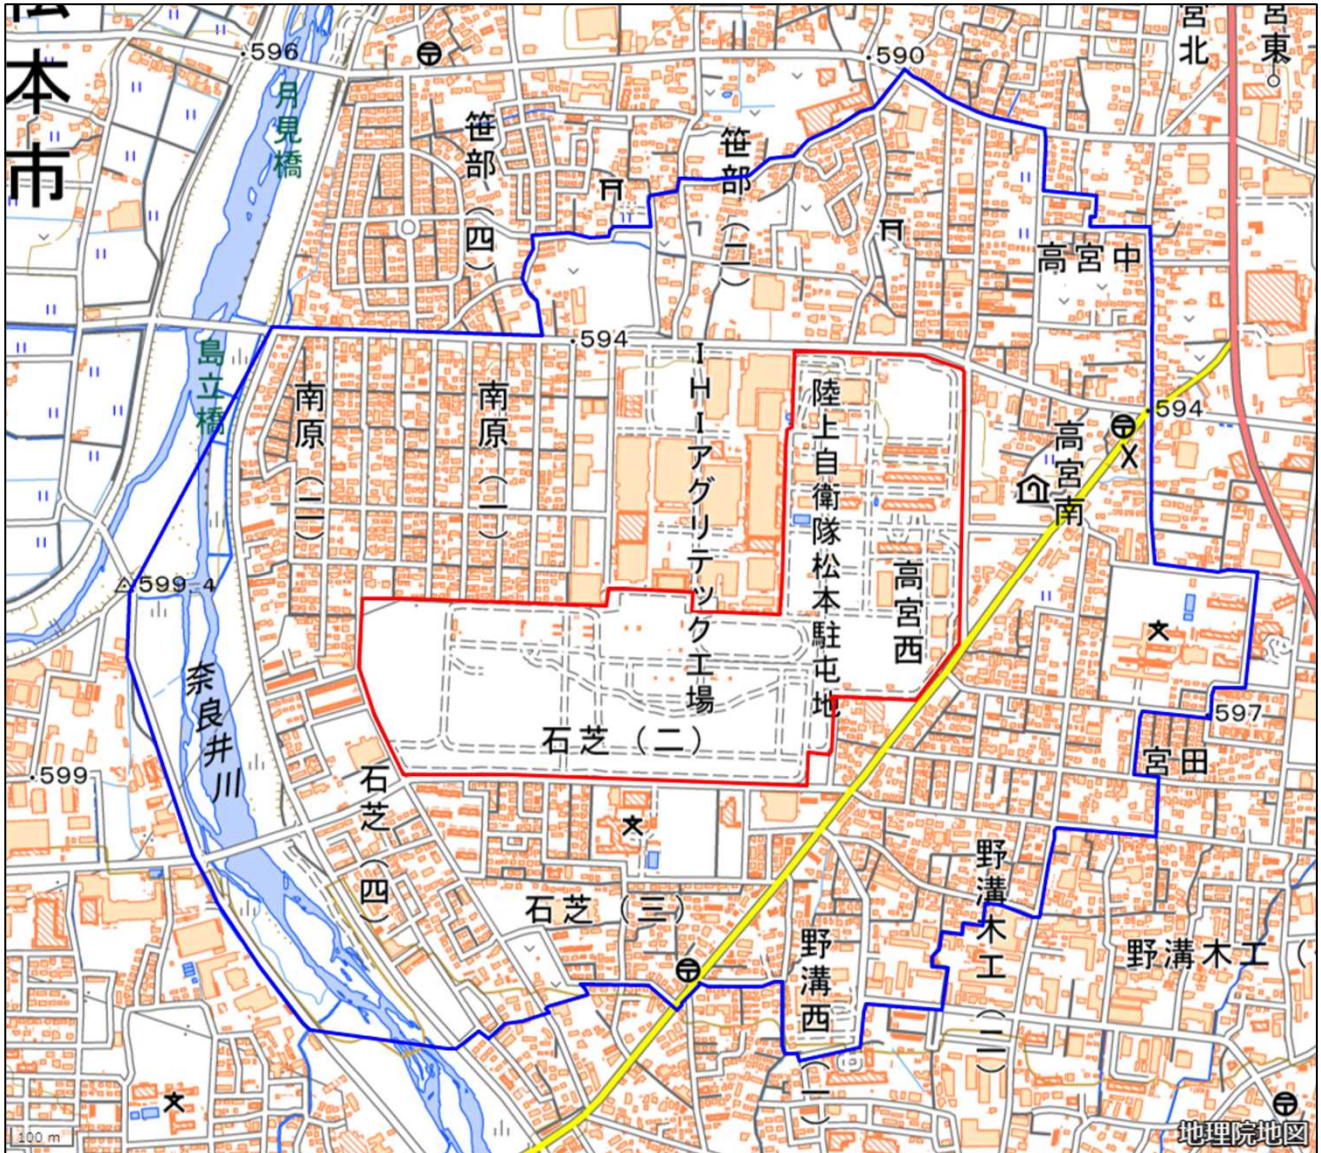 松本市
596
月見橋
笹部（四）
笹部（二）
590
宮北
宮東
高宮中
594
島立橋
南原（二）
南原（一）
IHIアグリテック工場
陸上自衛隊松本駐屯地
高宮西
高宮南
594
599.4
奈良井川
石芝（二）
597
宮田
599
石芝（四）
石芝（三）
野溝西（一）
野溝木工（二）
野溝木工（
100 m
地理院地図